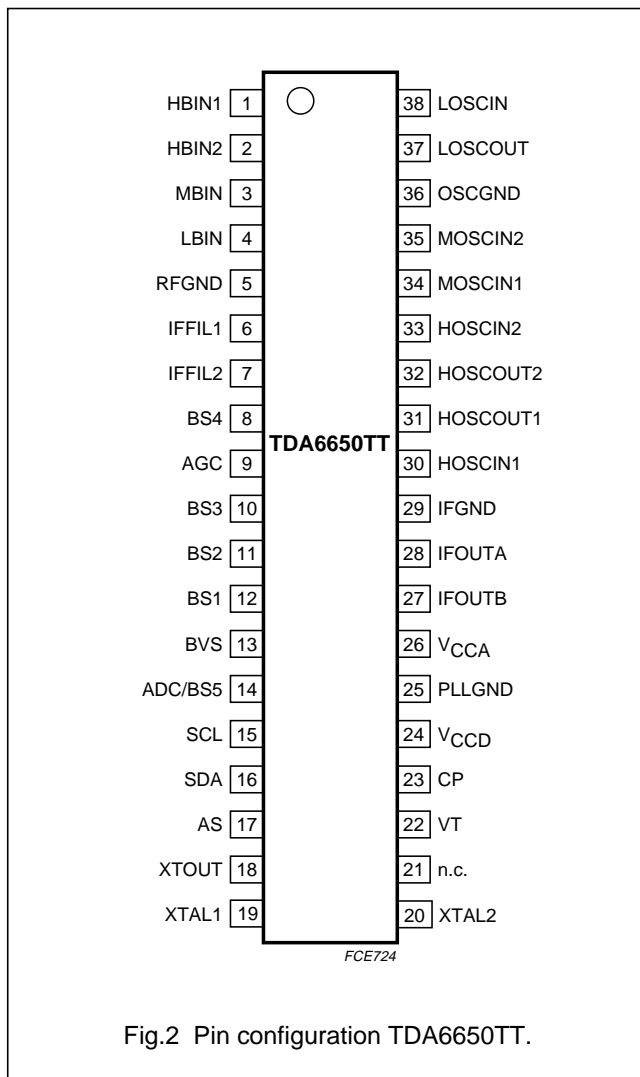 HBIN1 1 38 LOSCIN
HBIN2 2 37 LOSCOUT
MBIN 3 36 OSCGND
LBIN 4 35 MOSCIN2
RFGND 5 34 MOSCIN1
IFFIL1 6 33 HOSCIN2
IFFIL2 7 32 HOSCOUT2
BS4 8 31 HOSCOUT1
TDA6650TT
AGC 9 30 HOSCIN1
BS3 10 29 IFGND
BS2 11 28 IFOUTA
BS1 12 27 IFOUTB
BVS 13 26 VCCA
ADC/BS5 14 25 PLLGND
SCL 15 24 VCCD
SDA 16 23 CP
AS 17 22 VT
XTOUT 18 21 n.c.
XTAL1 19 20 XTAL2
FCE724
Fig.2 Pin configuration TDA6650TT.